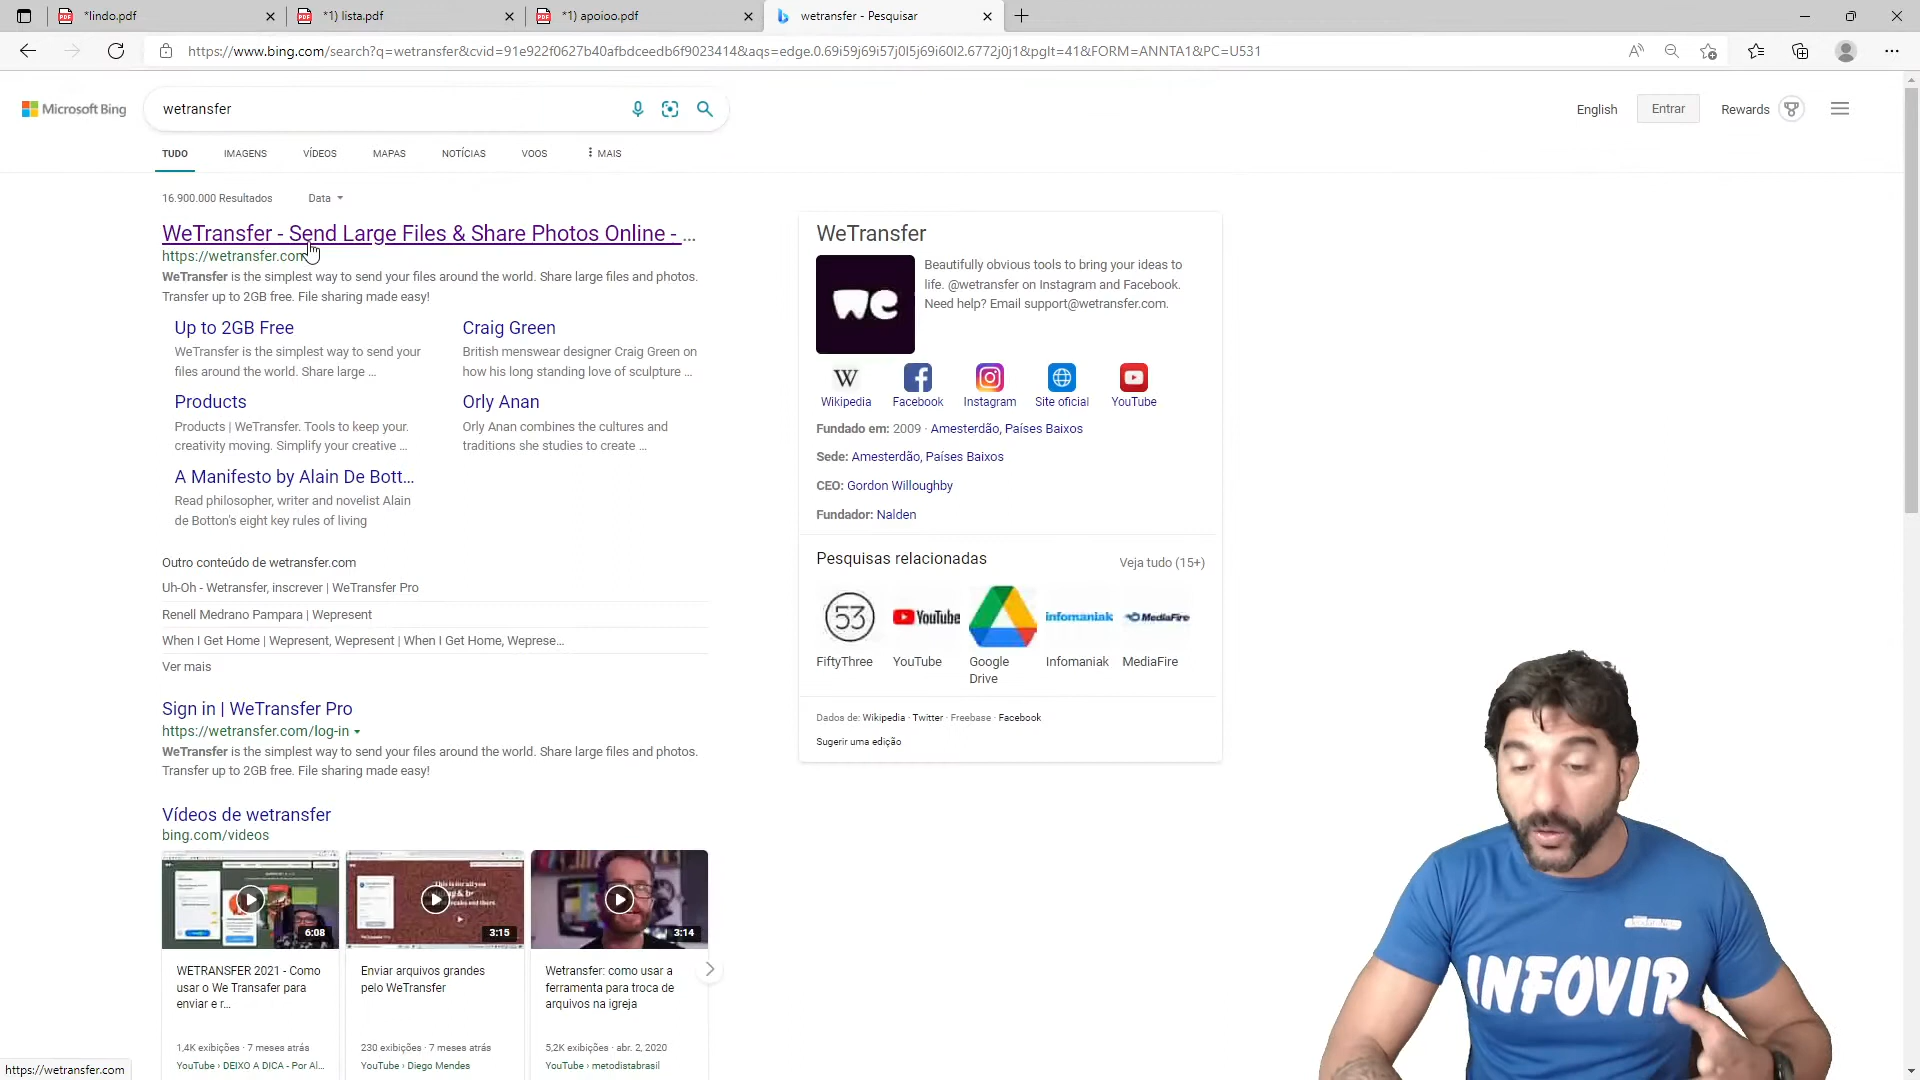 *lindo.pdf
*1) lista.pdf
*1) apoioo.pdf
wetransfer - Pesquisar
https://www.bing.com/search?q=wetransfer&cvid=91e922f0627b40afbdceedb6f9023414&aqs=edge.0.69i59j69i57j0l5j69i60l2.6772j0j1&pglt=41&FORM=ANNTA1&PC=U531
Microsoft Bing
wetransfer
English
Entrar
Rewards
TUDO
IMAGENS
VÍDEOS
MAPAS
NOTÍCIAS
VOOS
MAIS
16.900.000 Resultados
Data
WeTransfer - Send Large Files & Share Photos Online - ...
https://wetransfer.com
WeTransfer is the simplest way to send your files around the world. Share large files and photos.
Transfer up to 2GB free. File sharing made easy!
Up to 2GB Free
WeTransfer is the simplest way to send your
files around the world. Share large ...
Craig Green
British menswear designer Craig Green on
how his long standing love of sculpture ...
Products
Products | WeTransfer. Tools to keep your.
creativity moving. Simplify your creative ...
Orly Anan
Orly Anan combines the cultures and
traditions she studies to create ...
A Manifesto by Alain De Bott...
Read philosopher, writer and novelist Alain
de Botton's eight key rules of living
Outro conteúdo de wetransfer.com
Uh-Oh - Wetransfer, inscrever | WeTransfer Pro
Renell Medrano Pampara | Wepresent
When I Get Home | Wepresent, Wepresent | When I Get Home, Weprese...
Ver mais
Sign in | WeTransfer Pro
https://wetransfer.com/log-in
WeTransfer is the simplest way to send your files around the world. Share large files and photos.
Transfer up to 2GB free. File sharing made easy!
Vídeos de wetransfer
bing.com/videos
6:08
3:15
3:14
WETRANSFER 2021 - Como
usar o We Transafer para
enviar e r...
1,4K exibições · 7 meses atrás
YouTube › DEIXO A DICA - Por Al...
Enviar arquivos grandes
pelo WeTransfer
230 exibições · 7 meses atrás
YouTube › Diego Mendes
Wetransfer: como usar a
ferramenta para troca de
arquivos na igreja
5,2K exibições · abr. 2, 2020
YouTube › metodistabrasil
WeTransfer
we
Beautifully obvious tools to bring your ideas to
life. @wetransfer on Instagram and Facebook.
Need help? Email support@wetransfer.com.
W
Wikipedia
Facebook
Instagram
Site oficial
YouTube
Fundado em: 2009 · Amesterdão, Países Baixos
Sede: Amesterdão, Países Baixos
CEO: Gordon Willoughby
Fundador: Nalden
Pesquisas relacionadas
Veja tudo (15+)
53
YouTube
infomaniak
MediaFire
FiftyThree
YouTube
Google
Drive
Infomaniak
MediaFire
Dados de: Wikipedia · Twitter · Freebase · Facebook
Sugerir uma edição
INFOVIP
https://wetransfer.com